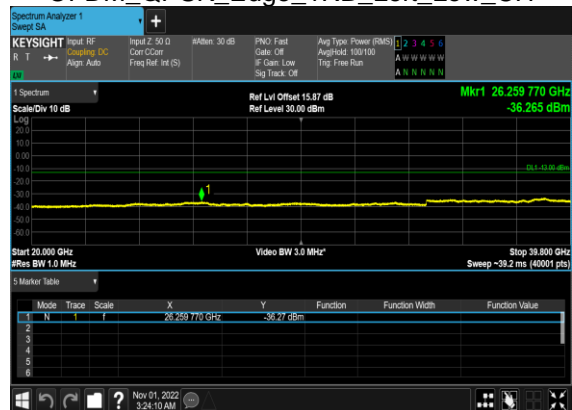 Spectrum Analyzer 1
Swept SA
+
KEYSIGHT Input: RF Input Z: 50 Ω #Atten: 30 dB PNO: Fast Avg Type: Power (RMS) 1 2 3 4 5 6
R T Coupling: DC Corr CCorr Gate: Off Avg|Hold: 100/100 A W W W W W
Align: Auto Freq Ref: Int (S) IF Gain: Low Trig: Free Run
LW Sig Track: Off A N N N N N
1 Spectrum Ref Lvl Offset 15.87 dB Mkr1 26.259 770 GHz
Scale/Div 10 dB Ref Level 30.00 dBm -36.265 dBm
Log
20.0
10.0
0.00
-10.0
DL1 -13.00 dBm
-20.0
-30.0
1
-40.0
-50.0
-60.0
Start 20.000 GHz Video BW 3.0 MHz* Stop 39.800 GHz
#Res BW 1.0 MHz Sweep ~39.2 ms (40001 pts)
5 Marker Table
Mode Trace Scale X Y Function Function Width Function Value
1 N 1 f 26.259 770 GHz -36.27 dBm
2
3
4
5
6
? Nov 01, 2022
3:24:10 AM